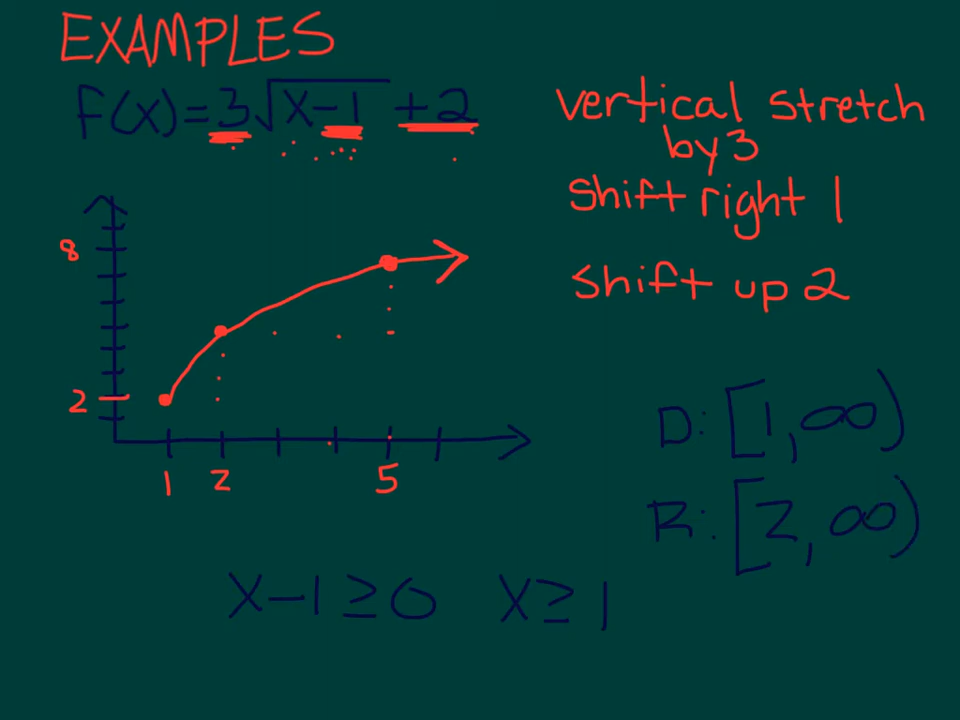 EXAMPLES
F(x)=3√(x-1) +2
vertical stretch
by 3
shift right 1
shift up 2
8
2
1 2 5
D: [1,∞)
R: [2,∞)
x-1≥0 x≥1